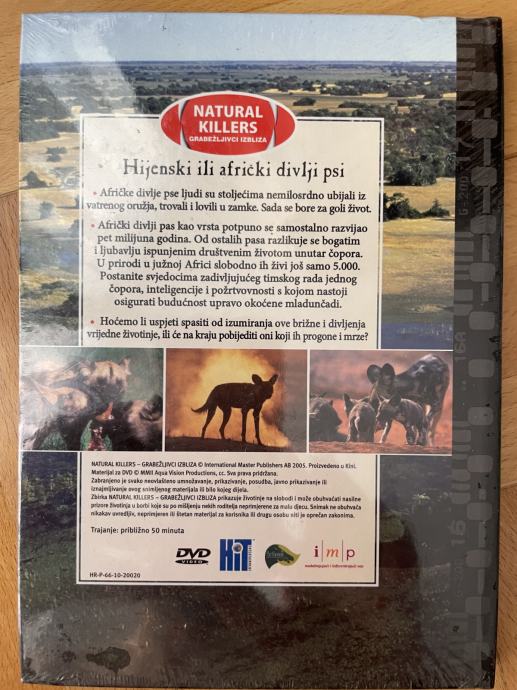 NATURAL
KILLERS
GRABEŽLJIVCI IZBLIZA
Hijenski ili afrički divlji psi
• Afričke divlje pse ljudi su stoljećima nemilosrdno ubijali iz
vatrenog oružja, trovali i lovili u zamke. Sada se bore za goli život.
• Afrički divlji pas kao vrsta potpuno se samostalno razvijao
pet milijuna godina. Od ostalih pasa razlikuje se bogatim
i ljubavlju ispunjenim društvenim životom unutar čopora.
U prirodi u južnoj Africi slobodno ih živi još samo 5.000.
Postanite svjedocima zadivljujućeg timskog rada jednog
čopora, inteligencije i požrtvovnosti s kojom nastoji
osigurati budućnost upravo okoćene mladunčadi.
• Hoćemo li uspjeti spasiti od izumiranja ove brižne i divljenja
vrijedne životinje, ili će na kraju pobijediti oni koji ih progone i mrze?
NATURAL KILLERS – GRABEŽLJIVCI IZBLIZA © International Master Publishers AB 2005. Proizvedeno u Kini.
Materijal za DVD © MMII Aqua Vision Productions, cc. Sva prava pridržana.
Zabranjeno je svako neovlašteno umnožavanje, prikazivanje, posudba, javno prikazivanje ili
iznajmljivanje ovog snimljenog materijala ili bilo kojeg dijela.
Zbirka NATURAL KILLERS – GRABEŽLJIVCI IZBLIZA prikazuje životinje na slobodi i može obuhvaćati nasilne
prizore životinja u borbi koje su po mišljenju nekih roditelja neprimjerene za malu djecu. Snimak ne obuhvaća
nikakav uvredljiv, neprimjeren ili štetan materijal za korisnika ili drugu osobu niti je oprečan zakonima.
Trajanje: približno 50 minuta
DVD
VIDEO
HiT
imp
HR-P-66-10-20020